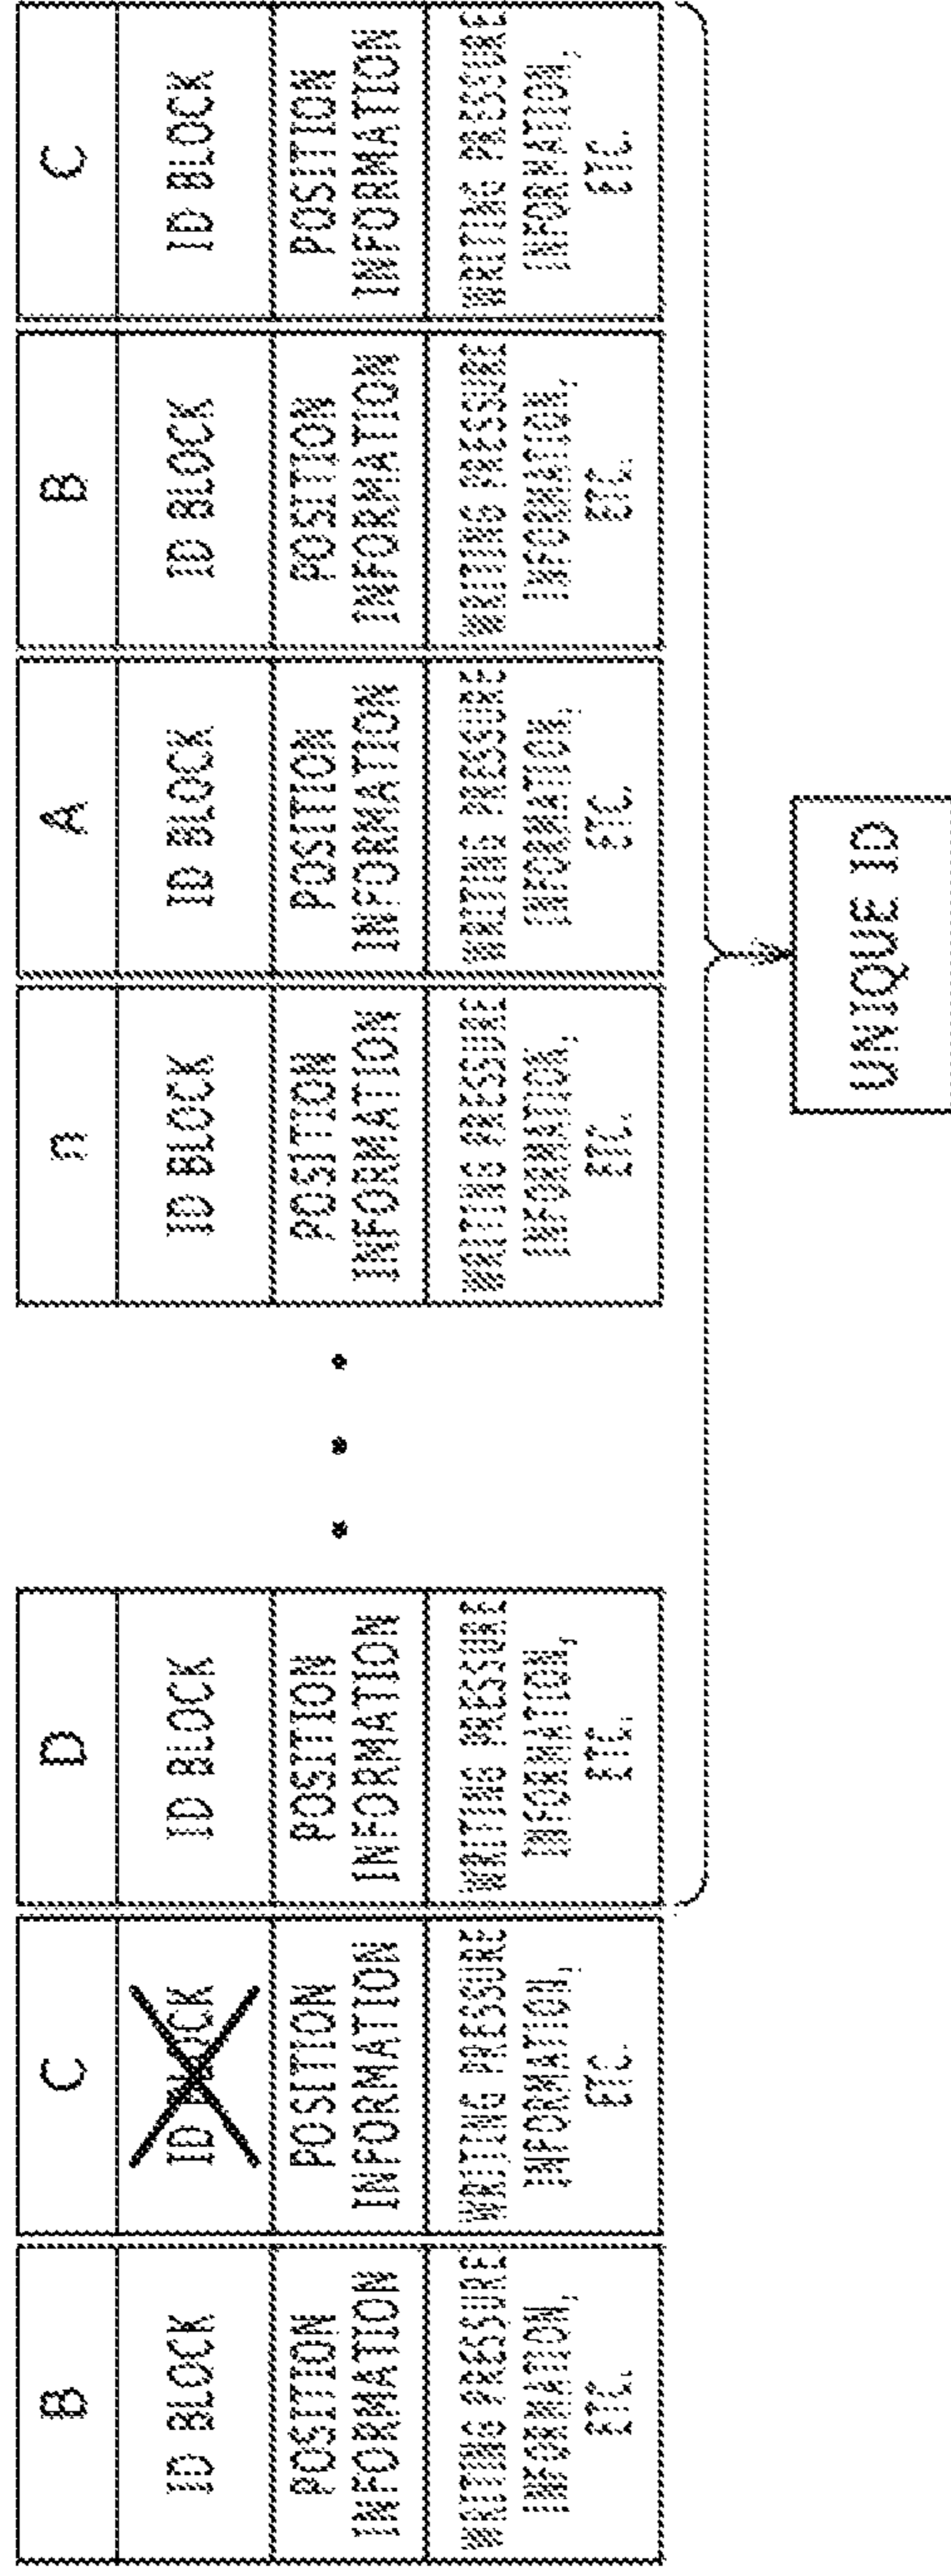 B
ID BLOCK
POSITION
INFORMATION
WRITING PRESSURE
INFORMATION,
ETC.
C
ID BLOCK
POSITION
INFORMATION
WRITING PRESSURE
INFORMATION,
ETC.
D
ID BLOCK
POSITION
INFORMATION
WRITING PRESSURE
INFORMATION,
ETC.
n
ID BLOCK
POSITION
INFORMATION
WRITING PRESSURE
INFORMATION,
ETC.
A
ID BLOCK
POSITION
INFORMATION
WRITING PRESSURE
INFORMATION,
ETC.
B
ID BLOCK
POSITION
INFORMATION
WRITING PRESSURE
INFORMATION,
ETC.
C
ID BLOCK
POSITION
INFORMATION
WRITING PRESSURE
INFORMATION,
ETC.
UNIQUE ID